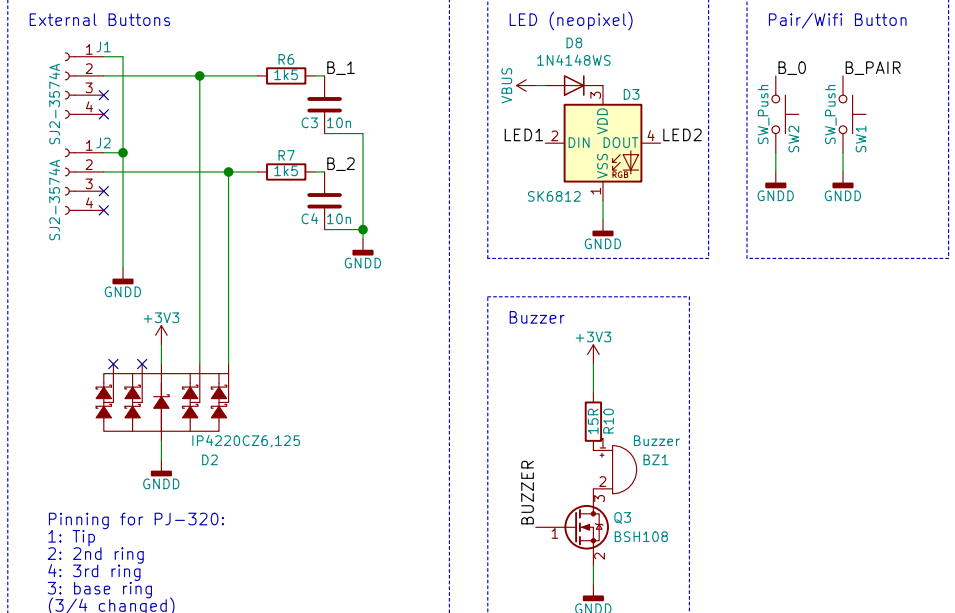 External Buttons
J1
1
2
3
4
SJ2-3574A
J2
1
2
3
4
SJ2-3574A
R6
1k5
B_1
C3 10n
R7
1k5
B_2
C4 10n
GNDD
GNDD
+3V3
IP4220CZ6,125
D2
GNDD
Pinning for PJ-320:
1: Tip
2: 2nd ring
4: 3rd ring
3: base ring
(3/4 changed)
LED (neopixel)
D8
1N4148WS
VBUS
3
D3
VDD
LED1
2
DIN
DOUT
4
LED2
VSS
RGB
1
SK6812
GNDD
Pair/Wifi Button
B_0
B_PAIR
SW_Push
SW2
SW_Push
SW1
GNDD
GNDD
Buzzer
+3V3
15R
R10
1
+
Buzzer
BZ1
2
3
BUZZER
1
Q3
BSH108
2
GNDD